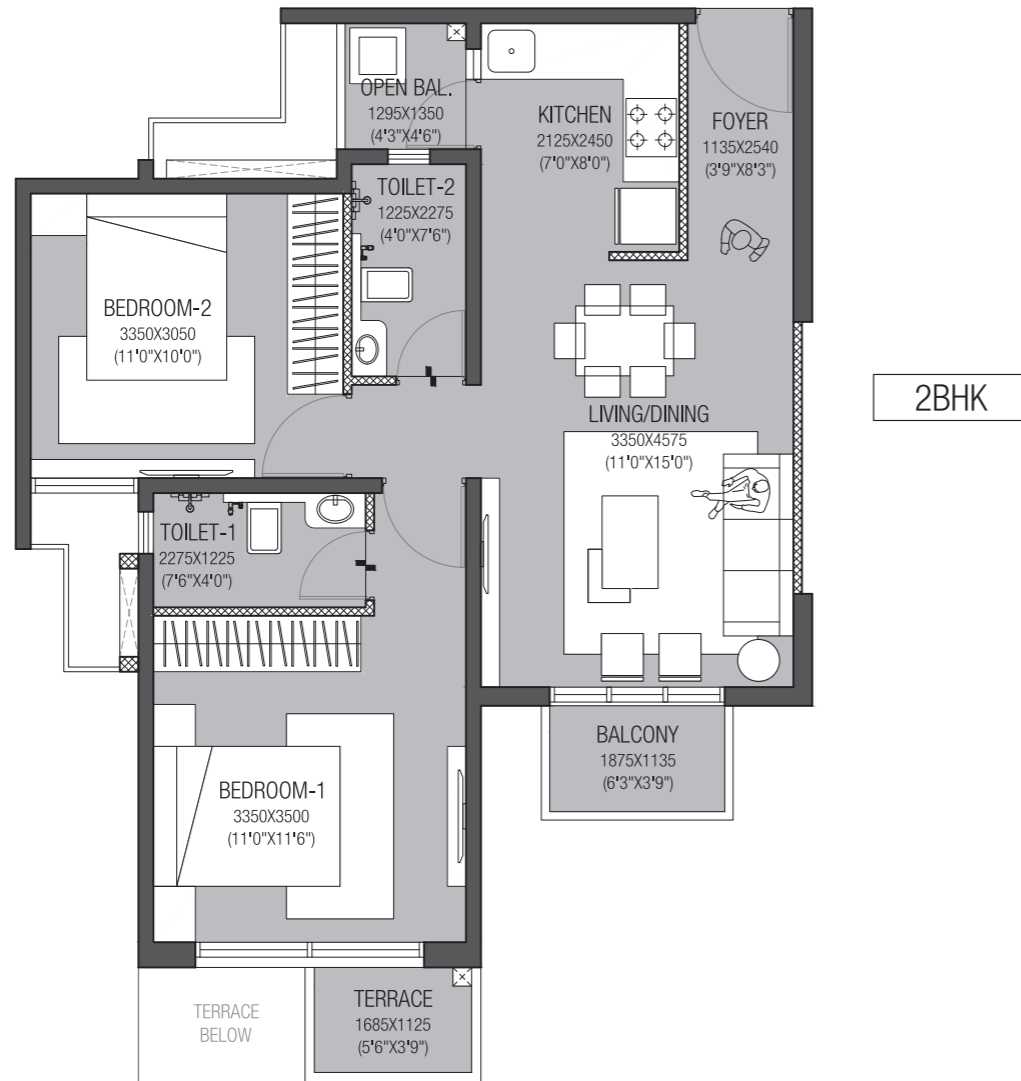 OPEN BAL.
1295X1350
(4'3"X4'6")
KITCHEN
2125X2450
(7'0"X8'0")
FOYER
1135X2540
(3'9"X8'3")
TOILET-2
1225X2275
(4'0"X7'6")
BEDROOM-2
3350X3050
(11'0"X10'0")
2BHK
LIVING/DINING
3350X4575
(11'0"X15'0")
TOILET-1
2275X1225
(7'6"X4'0")
BALCONY
1875X1135
(6'3"X3'9")
BEDROOM-1
3350X3500
(11'0"X11'6")
TERRACE
BELOW
TERRACE
1685X1125
(5'6"X3'9")